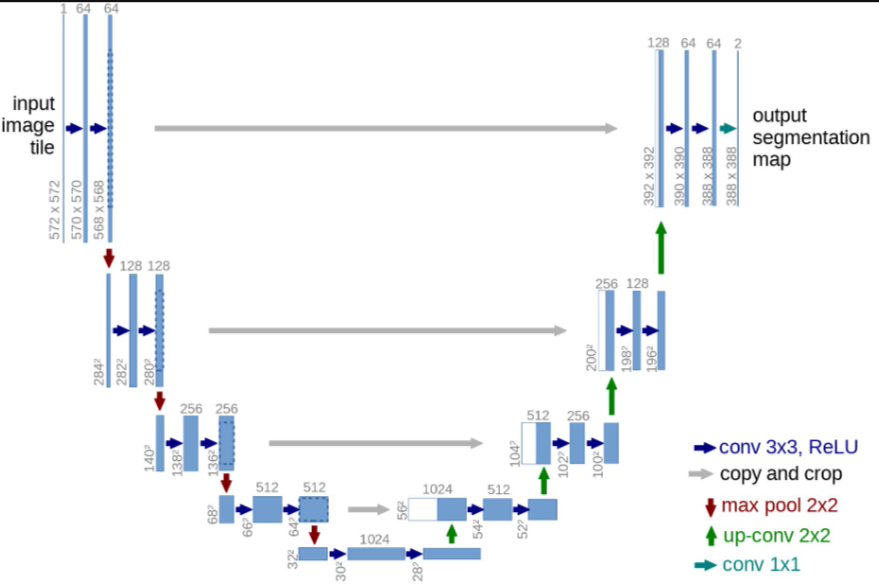 1 64 64
128 64 64 2
input
image
tile
output
segmentation
map
572 x 572
570 x 570
568 x 568
392 x 392
390 x 390
388 x 388
388 x 388
128 128
256 128
284²
282²
280²
200²
198²
196²
256 256
512 256
140²
138²
136²
104²
102²
100²
512 512
1024 512
68²
66²
64²
56²
54²
52²
1024
32²
30²
28²
conv 3x3, ReLU
copy and crop
max pool 2x2
up-conv 2x2
conv 1x1